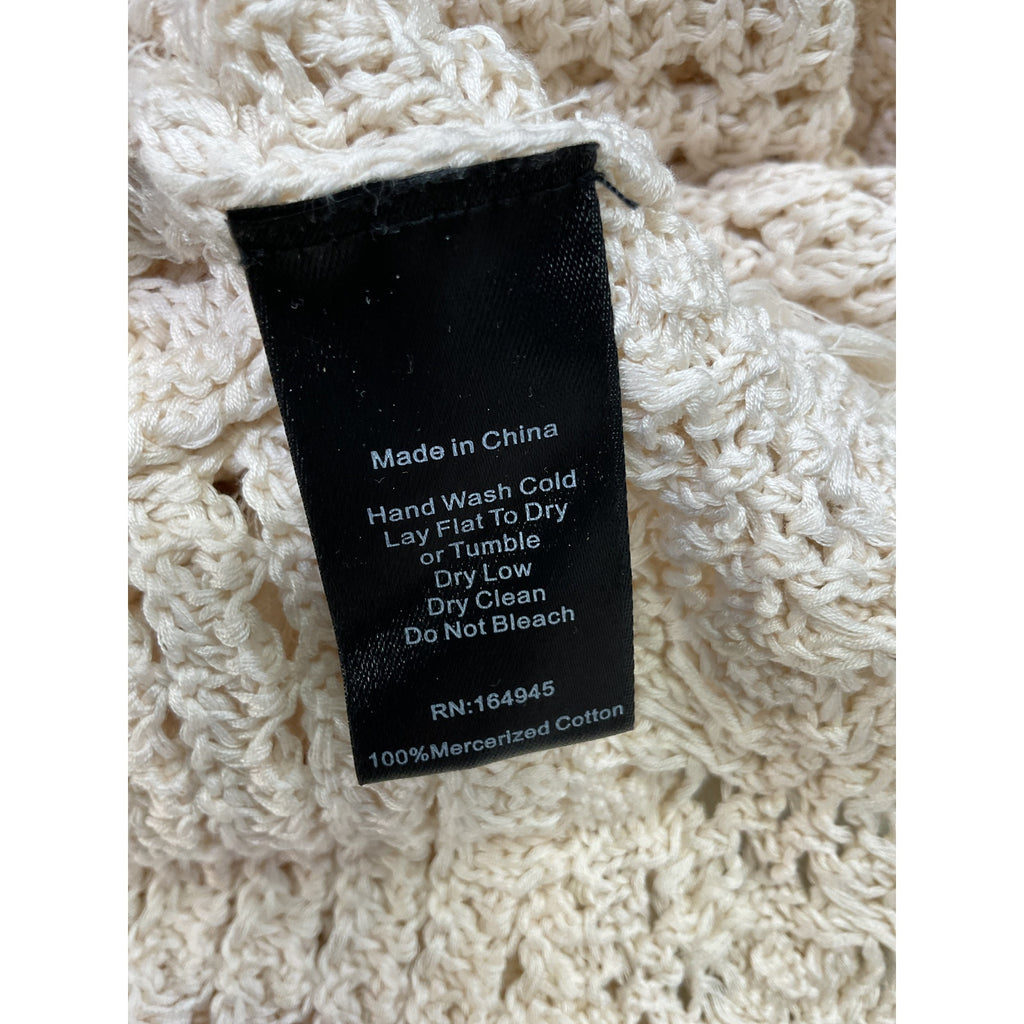 Made in China
Hand Wash Cold
Lay Flat To Dry
or Tumble
Dry Low
Dry Clean
Do Not Bleach
RN:164945
100%Mercerized Cotton